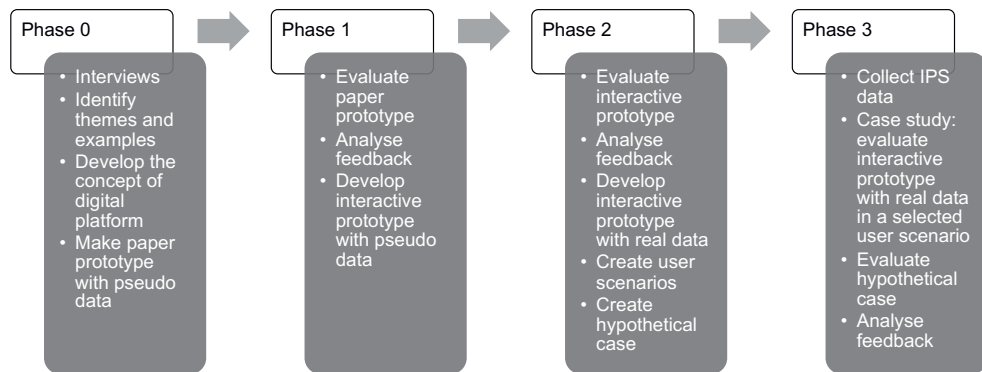 Phase 0
• Interviews
• Identify
themes and
examples
• Develop the
concept of
digital
platform
• Make paper
prototype
with pseudo
data
Phase 1
• Evaluate
paper
prototype
• Analyse
feedback
• Develop
interactive
prototype
with pseudo
data
Phase 2
• Evaluate
interactive
prototype
• Analyse
feedback
• Develop
interactive
prototype
with real data
• Create user
scenarios
• Create
hypothetical
case
Phase 3
• Collect IPS
data
• Case study:
evaluate
interactive
prototype
with real data
in a selected
user scenario
• Evaluate
hypothetical
case
• Analyse
feedback